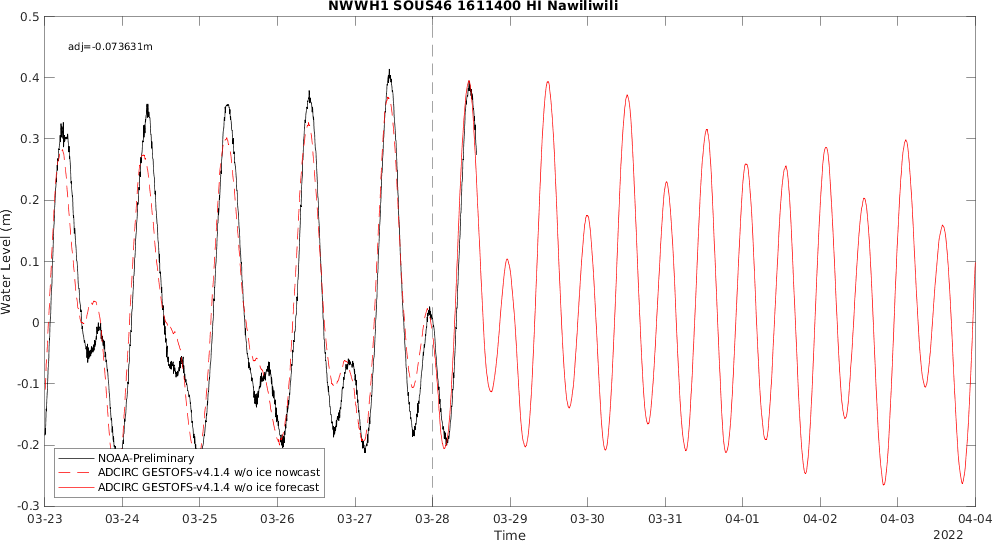 NWWH1 SOUS46 1611400 HI Nawiliwili
adj=-0.073631m
0.5
0.4
0.3
0.2
0.1
0
-0.1
-0.2
-0.3
Water Level (m)
NOAA-Preliminary
ADCIRC GESTOFS-v4.1.4 w/o ice nowcast
ADCIRC GESTOFS-v4.1.4 w/o ice forecast
03-23 03-24 03-25 03-26 03-27 03-28 03-29 03-30 03-31 04-01 04-02 04-03 04-04
Time
2022